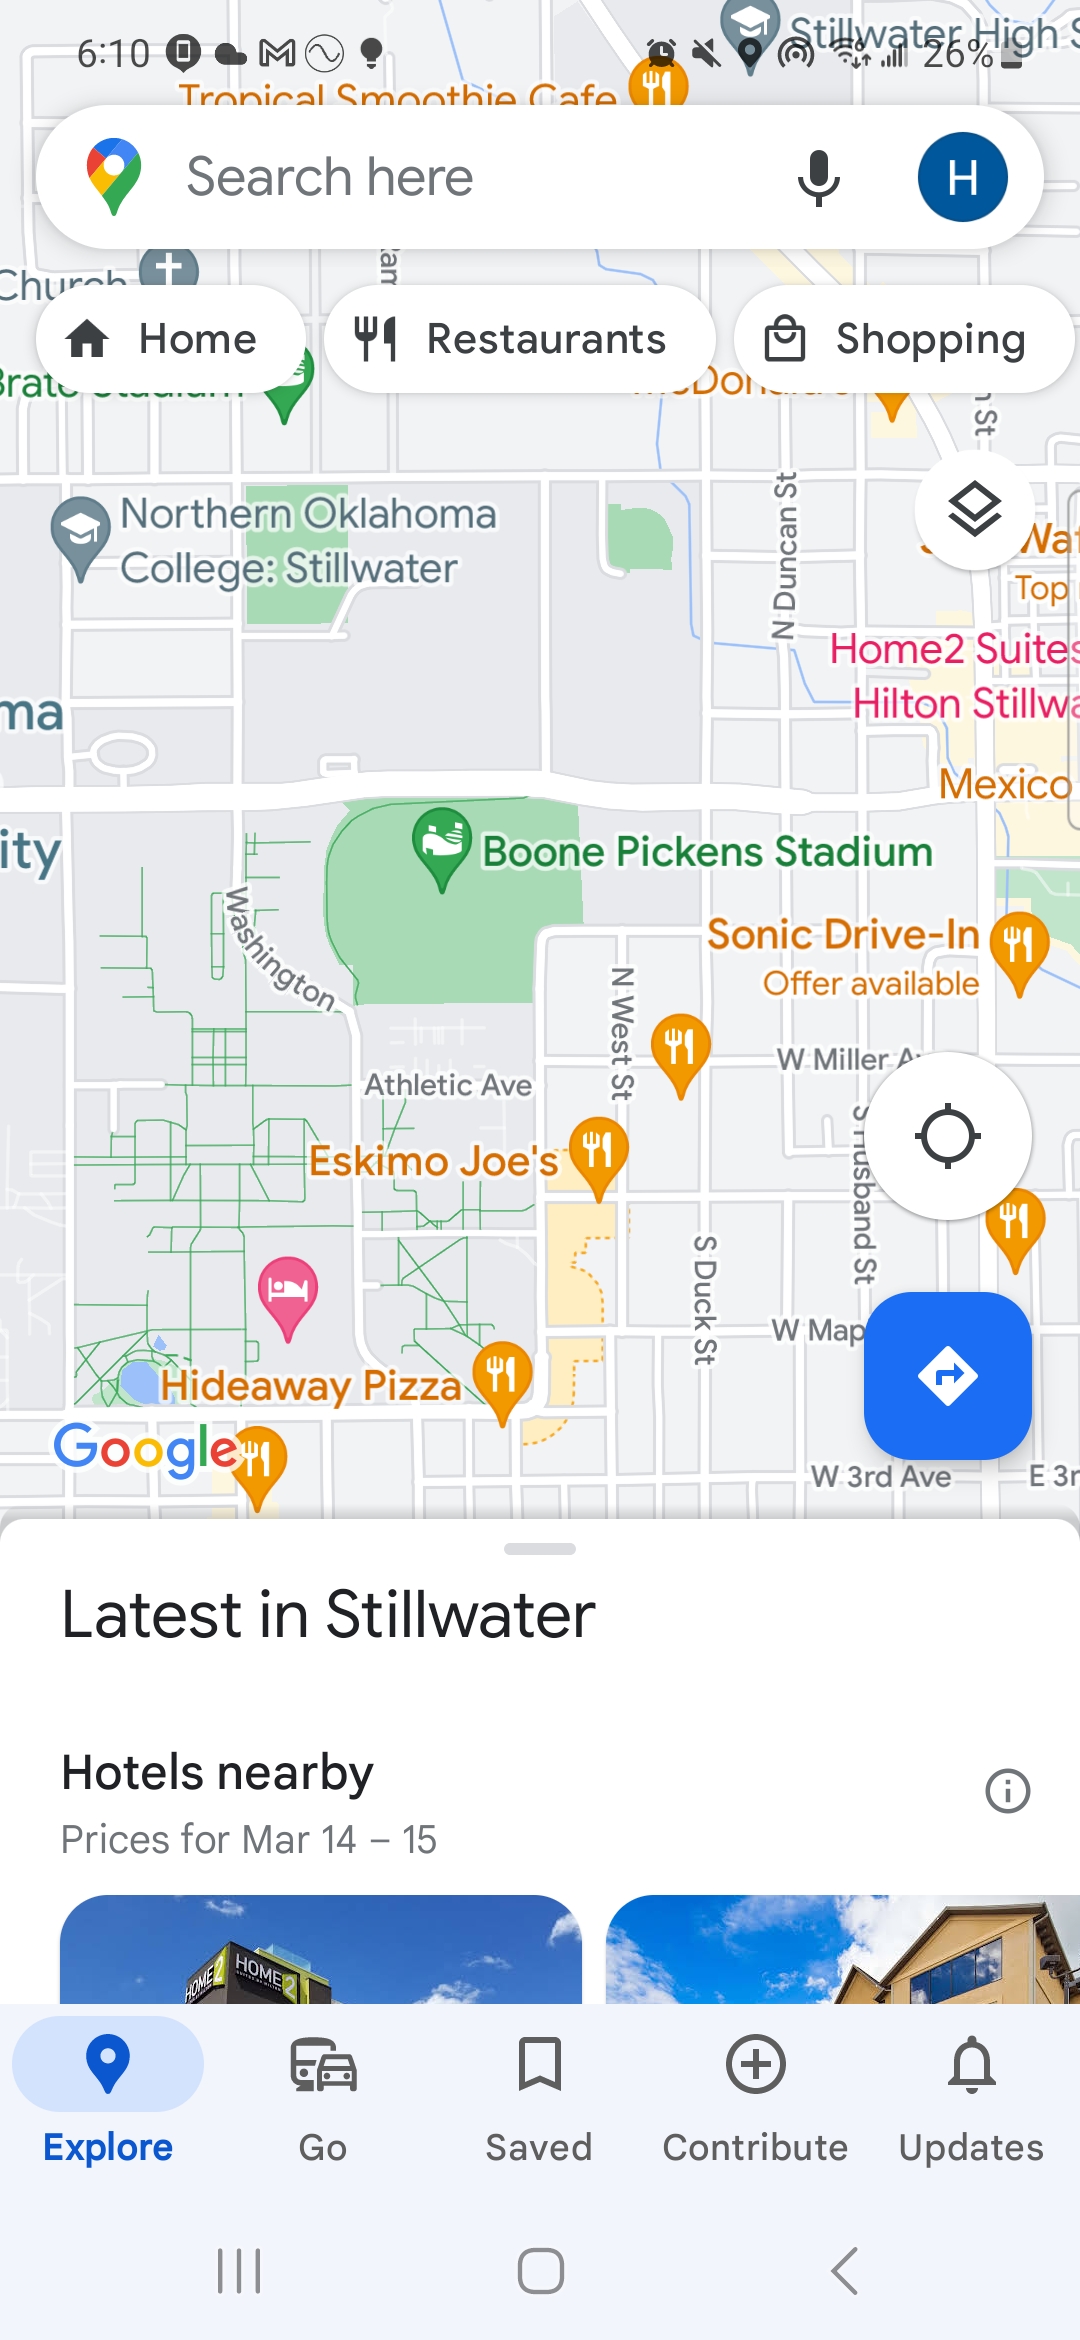 Stillwater High S
6:10
26%
Tropical Smoothie Cafe
Search here
H
Church
Home
Restaurants
Shopping
Northern Oklahoma
College: Stillwater
N Duncan St
Top
Home2 Suites
Hilton Stillwa
ma
Mexico
ity
Boone Pickens Stadium
Washington
Sonic Drive-In
Offer available
N West St
W Miller A
Athletic Ave
Eskimo Joe's
S Husband St
S Duck St
W Map
Hideaway Pizza
Google
W 3rd Ave
E 3r
Latest in Stillwater
Hotels nearby
Prices for Mar 14 – 15
HOME2
HOME2
Explore
Go
Saved
Contribute
Updates